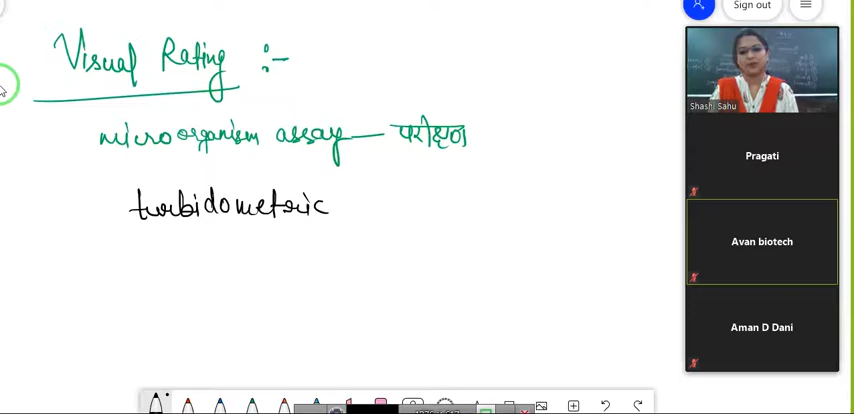 Sign out
Visual Rating :-
microorganism assay — परीक्षण
turbidometric
Shashi Sahu
Pragati
Avan biotech
Aman D Dani